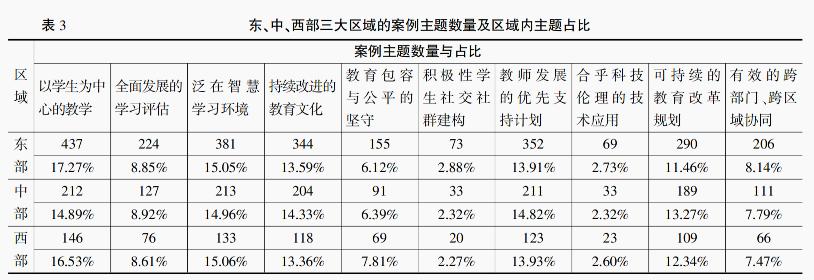 表 3 东、中、西部三大区域的案例主题数量及区域内主题占比
案例主题数量与占比
区域 以学生为中心的教学 全面发展的学习评估 泛在智慧学习环境 持续改进的教育文化 教育包容与公平的坚守 积极性学生社交社群建构 教师发展的优先支持计划 合乎科技伦理的技术应用 可持续的教育改革规划 有效的跨部门、跨区域协同
东部 437 224 381 344 155 73 352 69 290 206
17.27% 8.85% 15.05% 13.59% 6.12% 2.88% 13.91% 2.73% 11.46% 8.14%
中部 212 127 213 204 91 33 211 33 189 111
14.89% 8.92% 14.96% 14.33% 6.39% 2.32% 14.82% 2.32% 13.27% 7.79%
西部 146 76 133 118 69 20 123 23 109 66
16.53% 8.61% 15.06% 13.36% 7.81% 2.27% 13.93% 2.60% 12.34% 7.47%